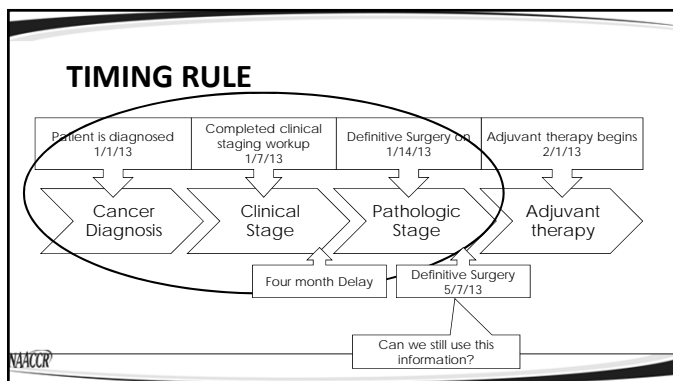 TIMING RULE
Patient is diagnosed
1/1/13
Completed clinical
staging workup
1/7/13
Definitive Surgery on
1/14/13
Adjuvant therapy begins
2/1/13
Cancer
Diagnosis
Clinical
Stage
Pathologic
Stage
Adjuvant
therapy
Four month Delay
Definitive Surgery
5/7/13
Can we still use this
information?
NAACCR